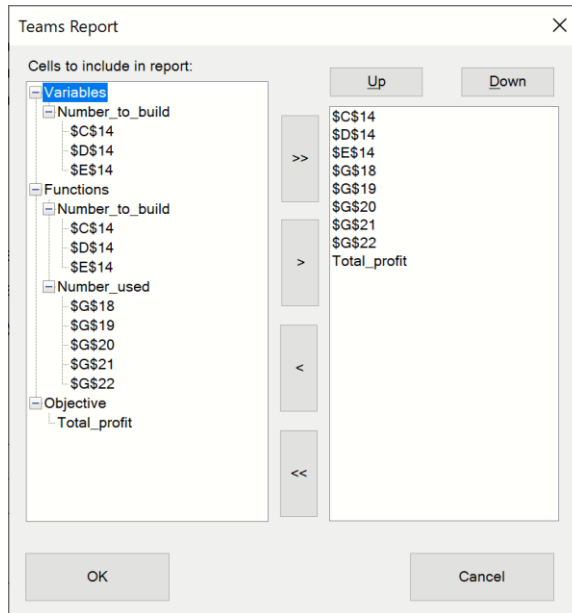 Teams Report
Cells to include in report:
Variables
Number_to_build
$C$14
$D$14
$E$14
Functions
Number_to_build
$C$14
$D$14
$E$14
Number_used
$G$18
$G$19
$G$20
$G$21
$G$22
Objective
Total_profit
>>
>
<
<<
Up
Down
$C$14
$D$14
$E$14
$G$18
$G$19
$G$20
$G$21
$G$22
Total_profit
OK
Cancel